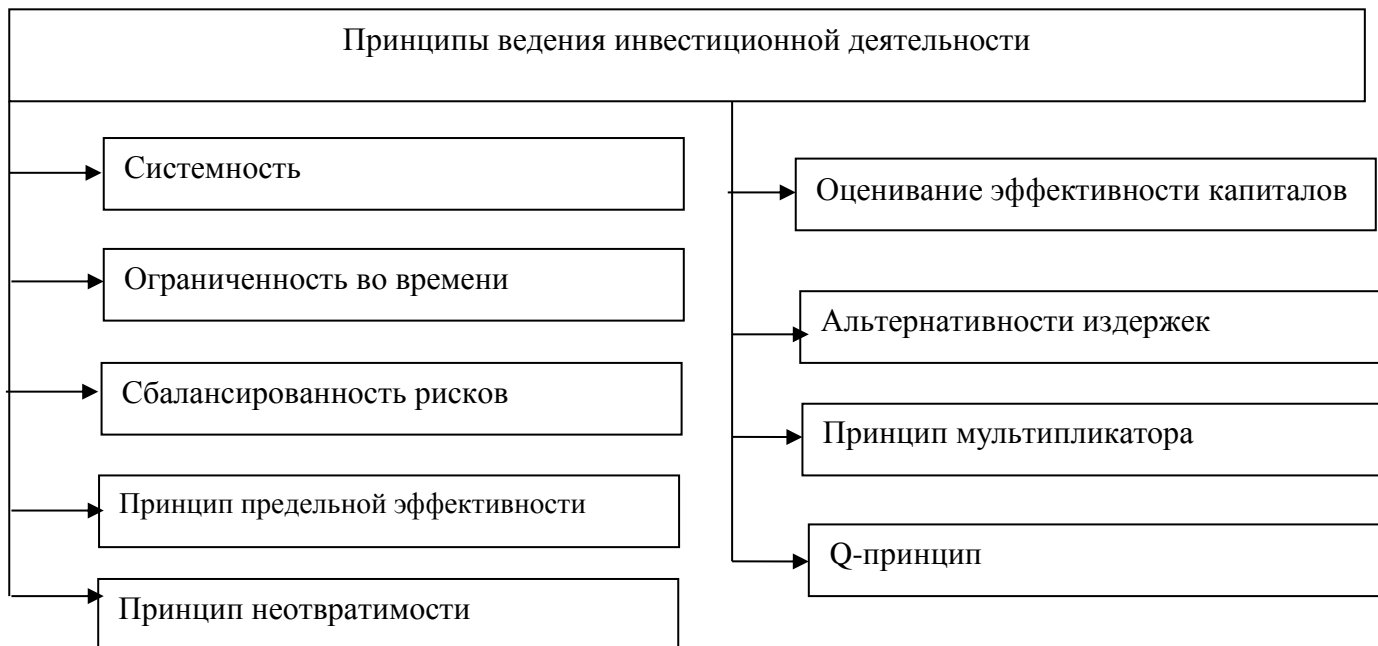 Принципы ведения инвестиционной деятельности
Системность
Ограниченность во времени
Сбалансированность рисков
Принцип предельной эффективности
Принцип неотвратимости
Оценивание эффективности капиталов
Альтернативности издержек
Принцип мультипликатора
Q-принцип